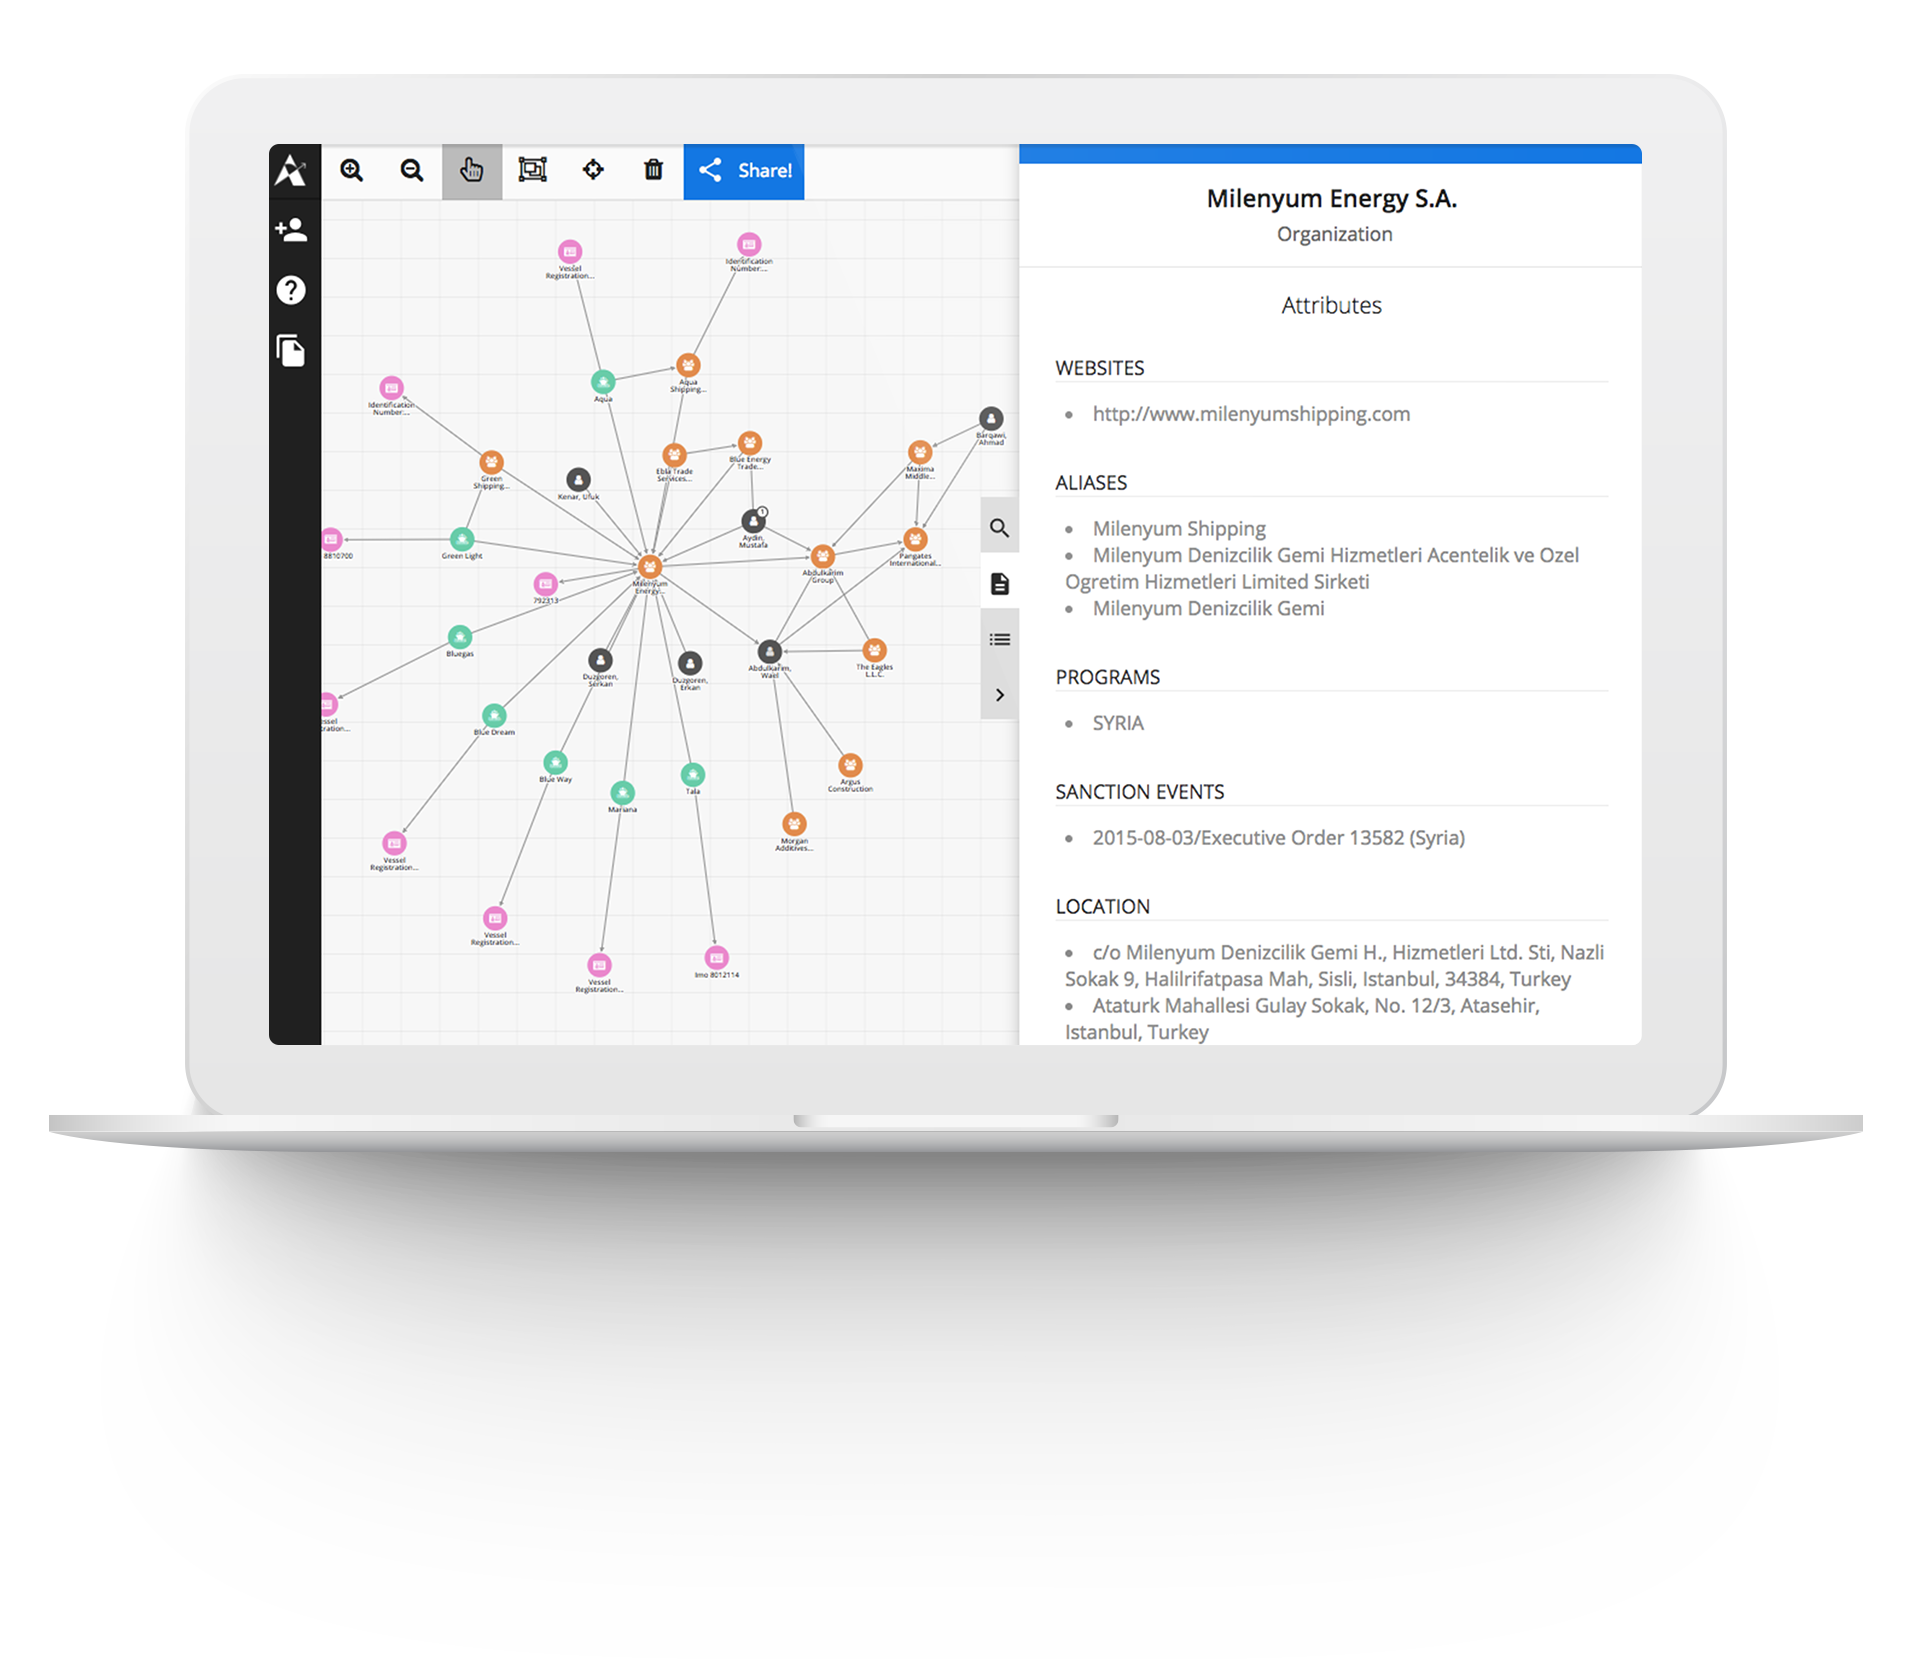 Share!
Vessel
Registration...
Identification
Number:...
Aqua
Aqua
Shipping...
Identification
Number:...
Barqawi,
Ahmad
Green
Shipping...
Kenar, Ufuk
Ebla Trade
Services...
Blue Energy
Trade...
Maxima
Middle...
1
Aydin,
Mustafa
8810700
Green Light
Abdulkarim
Group
Pangates
International...
Milenyum
Energy...
792313
Bluegas
Duzgoren,
Serkan
Duzgoren,
Erkan
Abdulkarim,
Wael
The Eagles
L.L.C.
ssel
ration...
Blue Dream
Blue Way
Mariana
Tala
Argus
Construction
Morgan
Additives...
Vessel
Registration...
Vessel
Registration...
Vessel
Registration...
Imo 8012114
Milenyum Energy S.A.
Organization
Attributes
WEBSITES
• http://www.milenyumshipping.com
ALIASES
• Milenyum Shipping
• Milenyum Denizcilik Gemi Hizmetleri Acentelik ve Ozel
Ogretim Hizmetleri Limited Sirketi
• Milenyum Denizcilik Gemi
PROGRAMS
• SYRIA
SANCTION EVENTS
• 2015-08-03/Executive Order 13582 (Syria)
LOCATION
• c/o Milenyum Denizcilik Gemi H., Hizmetleri Ltd. Sti, Nazli
Sokak 9, Halilrifatpasa Mah, Sisli, Istanbul, 34384, Turkey
• Ataturk Mahallesi Gulay Sokak, No. 12/3, Atasehir,
Istanbul, Turkey